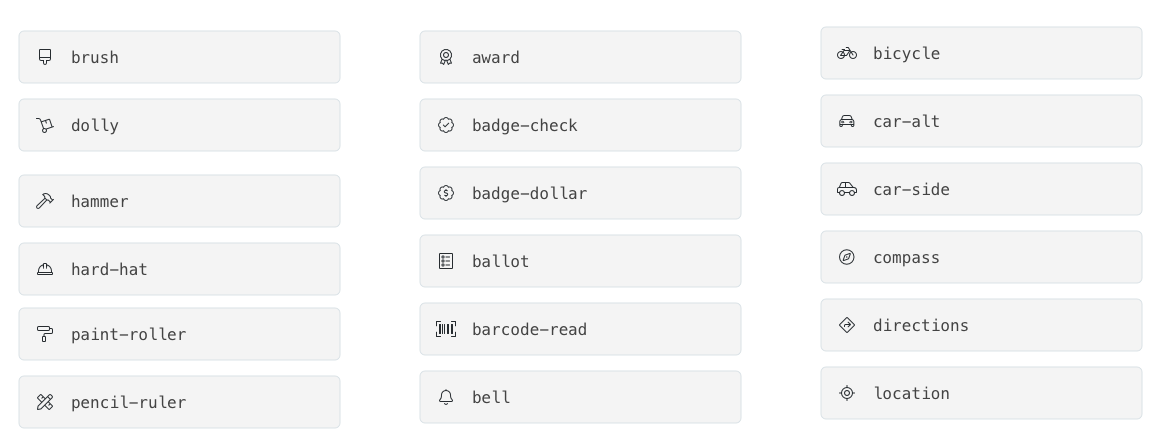 brush
dolly
hammer
hard-hat
paint-roller
pencil-ruler
award
badge-check
badge-dollar
ballot
barcode-read
bell
bicycle
car-alt
car-side
compass
directions
location